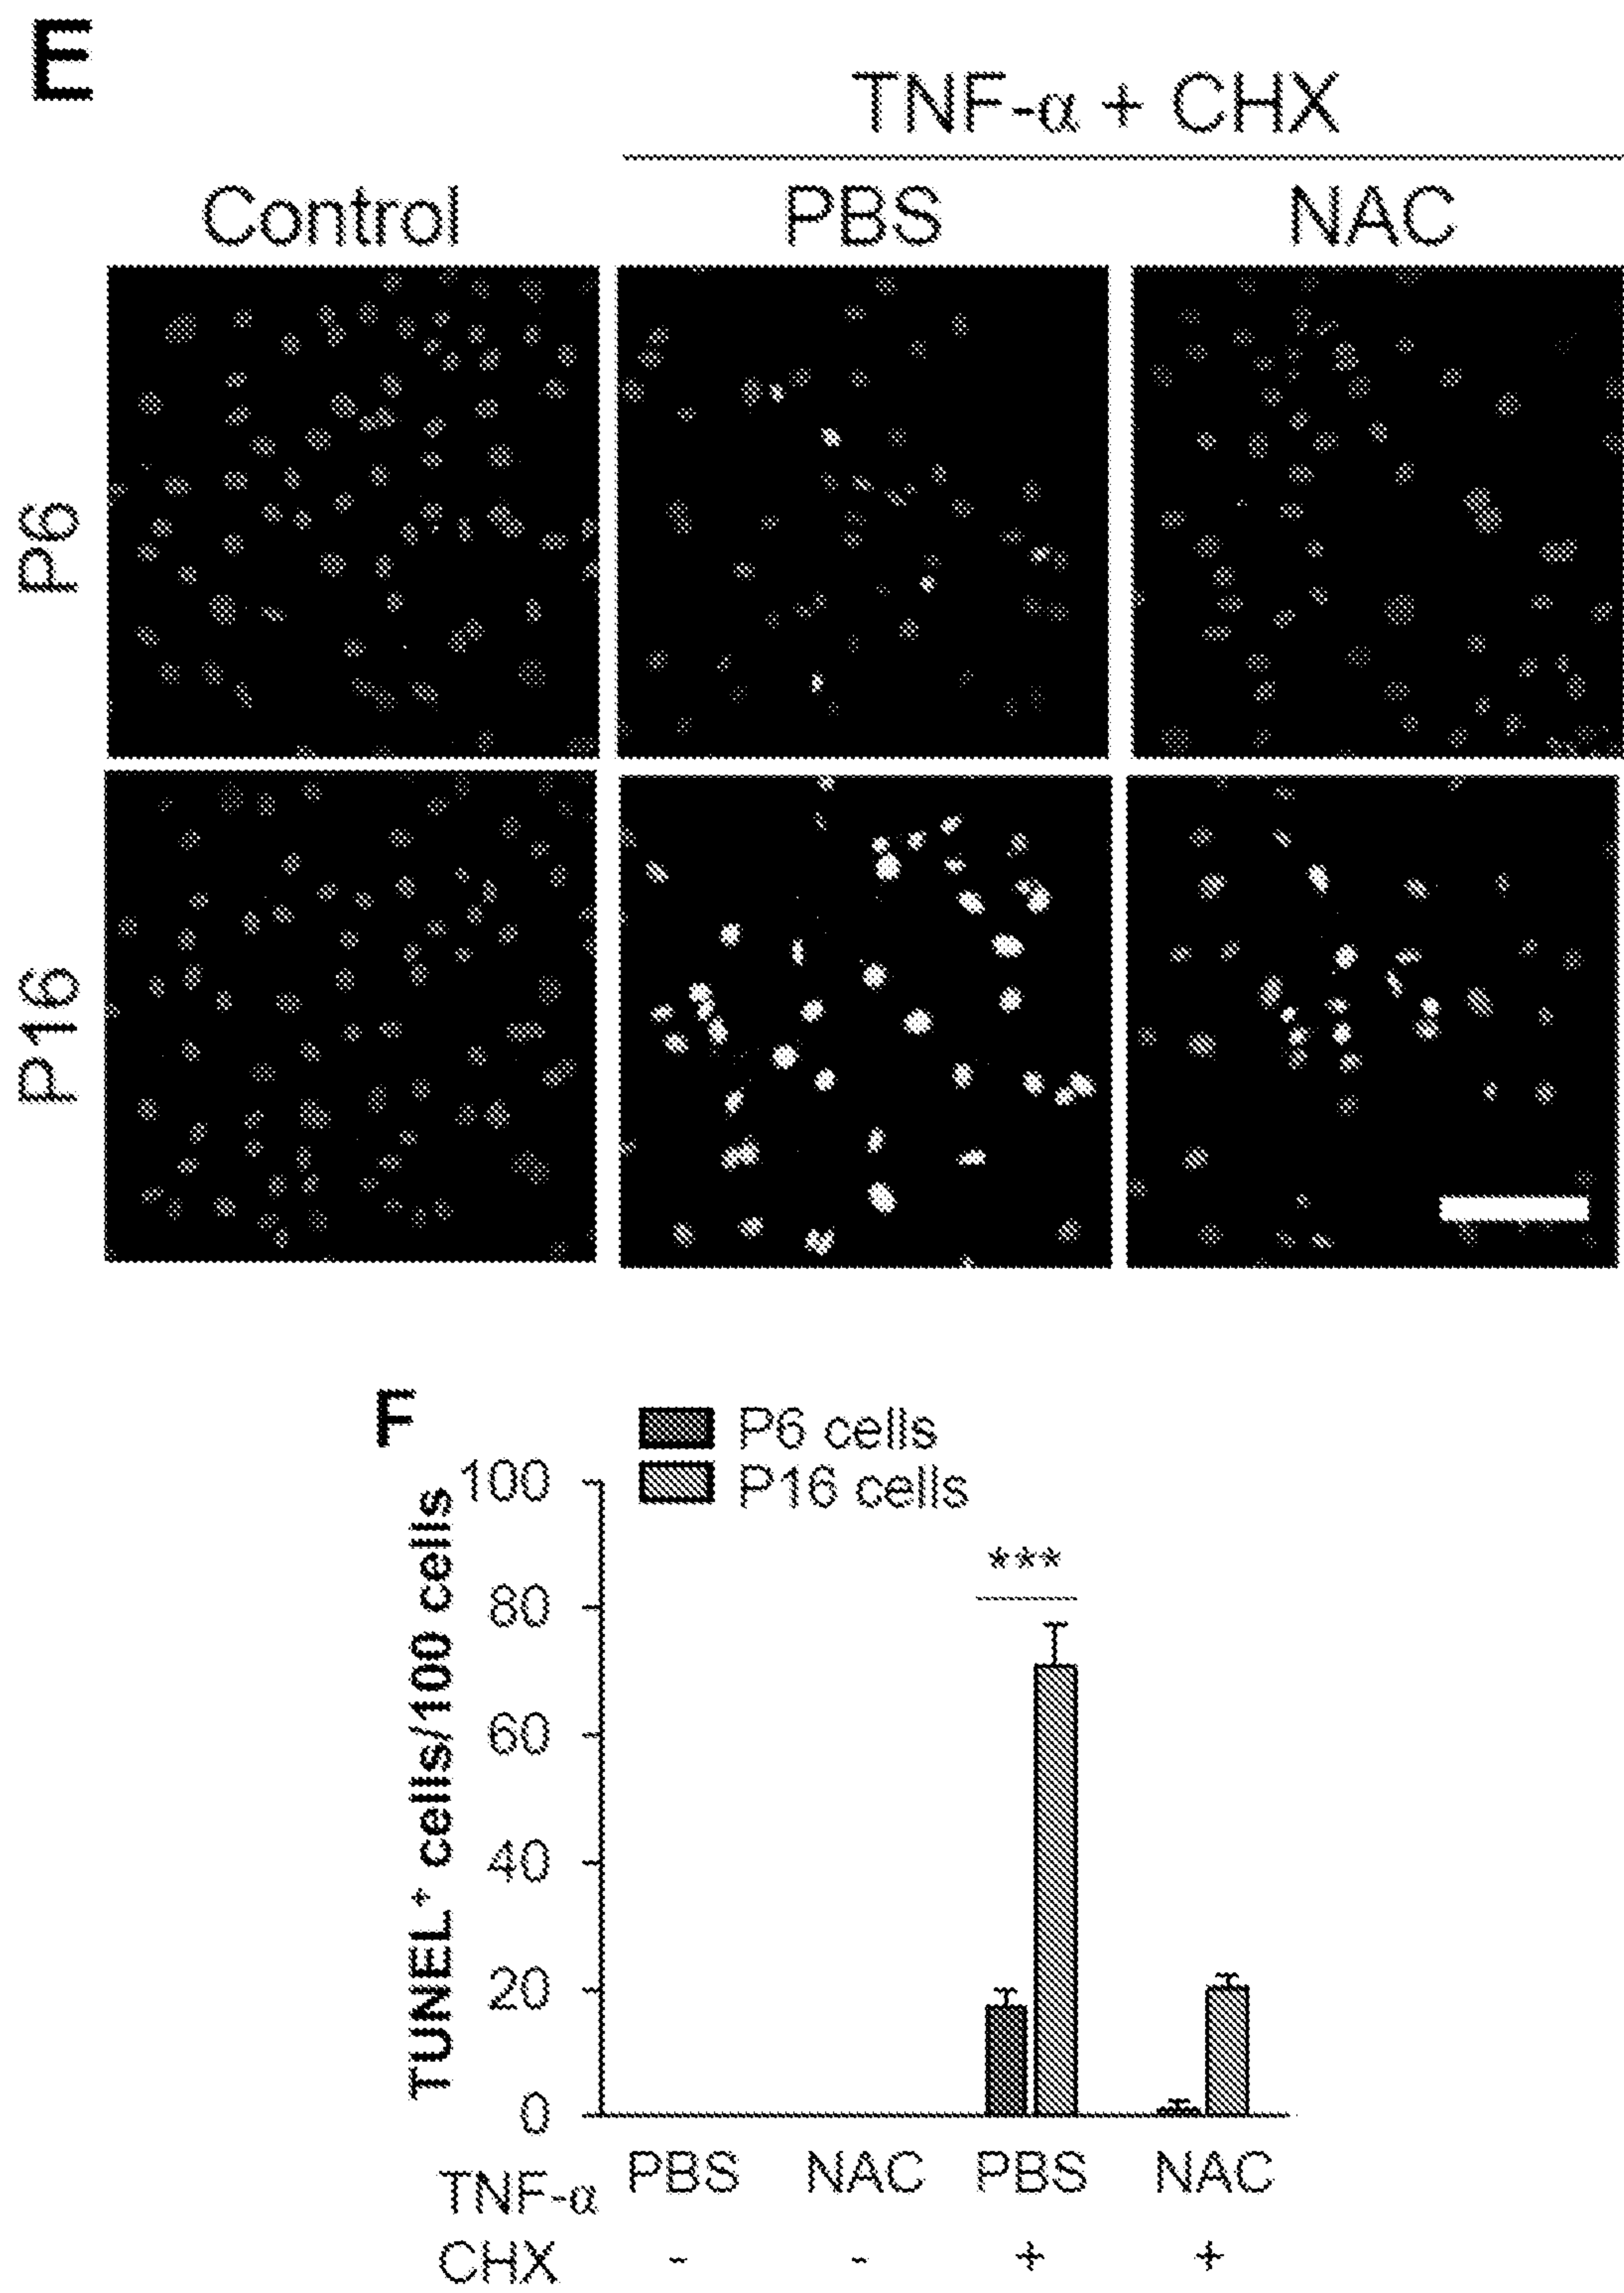 E
TNF-α + CHX
Control PBS NAC
P6
P16
F
P6 cells
P16 cells
TUNEL⁺ cells/100 cells
100
80
60
40
20
0
***
PBS NAC PBS NAC
TNF-α
CHX - - + +